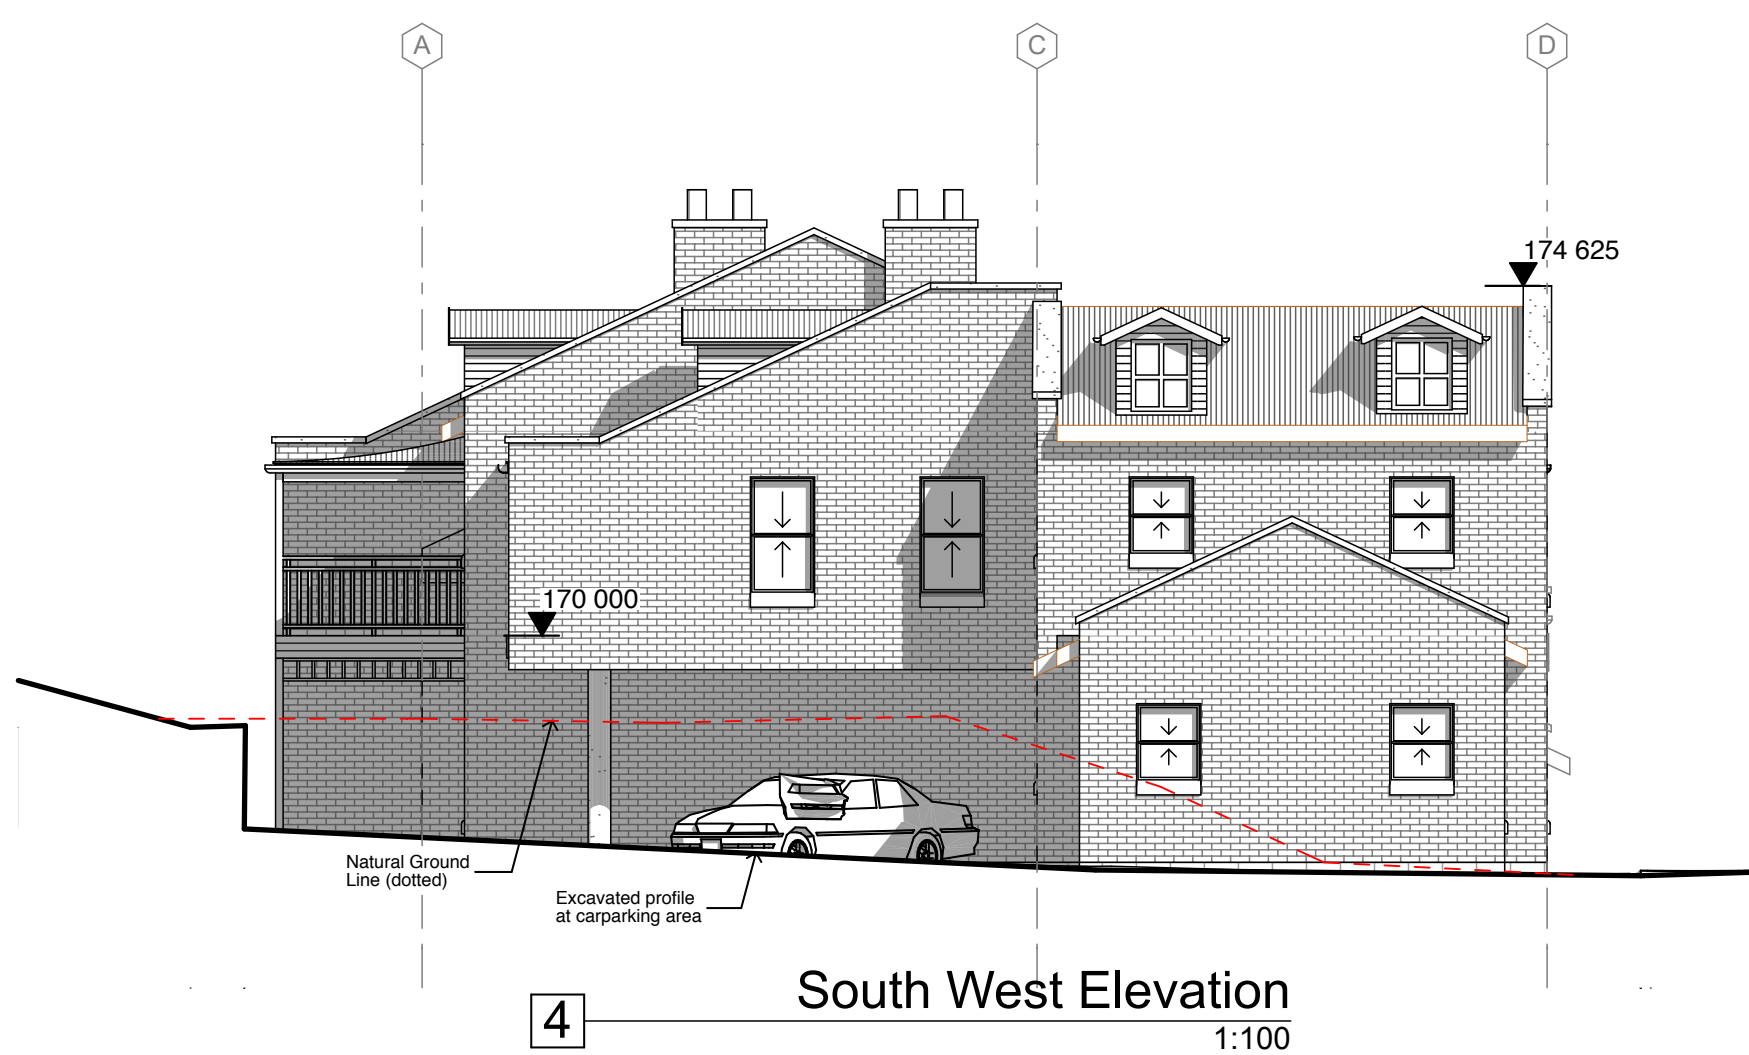 A
C
D
174 625
170 000
Natural Ground
Line (dotted)
Excavated profile
at carparking area
4
South West Elevation
1:100